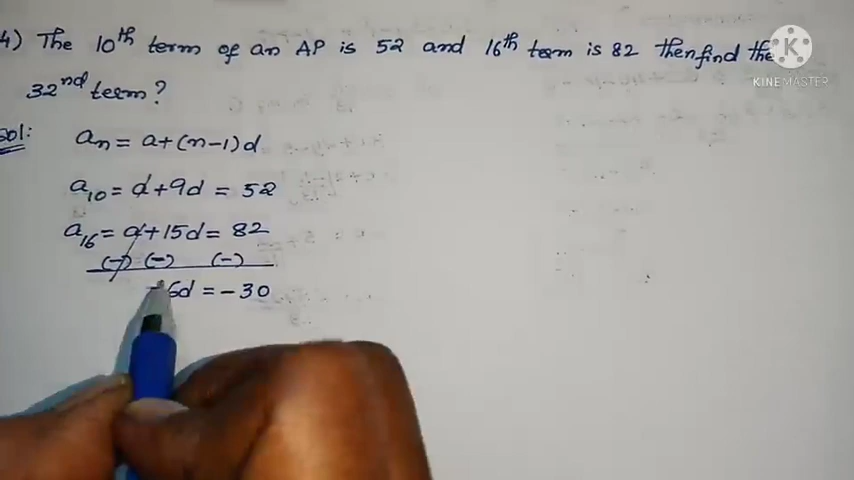 4) The 10th term of an AP is 52 and 16th term is 82 then find the
32nd term?
Sol:
an = a+(n-1)d
a10 = a+9d = 52
a16 = a+15d = 82
(-) (-) (-)
-6d = -30
KINEMASTER